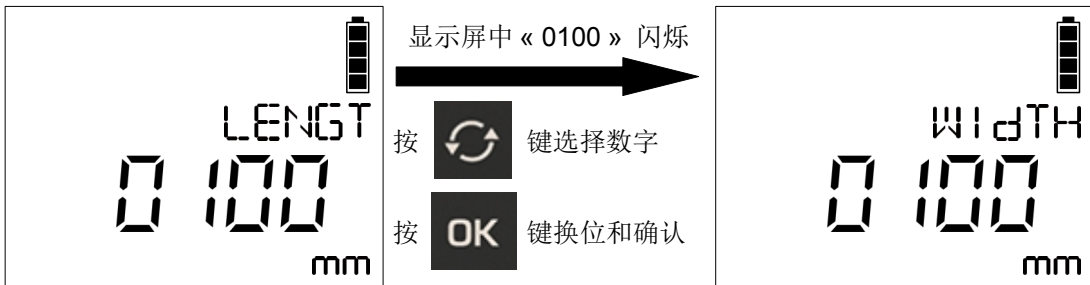 LENGT
0100
mm
显示屏中 « 0100 » 闪烁
按 键选择数字
按 OK 键换位和确认
WIdTH
0100
mm